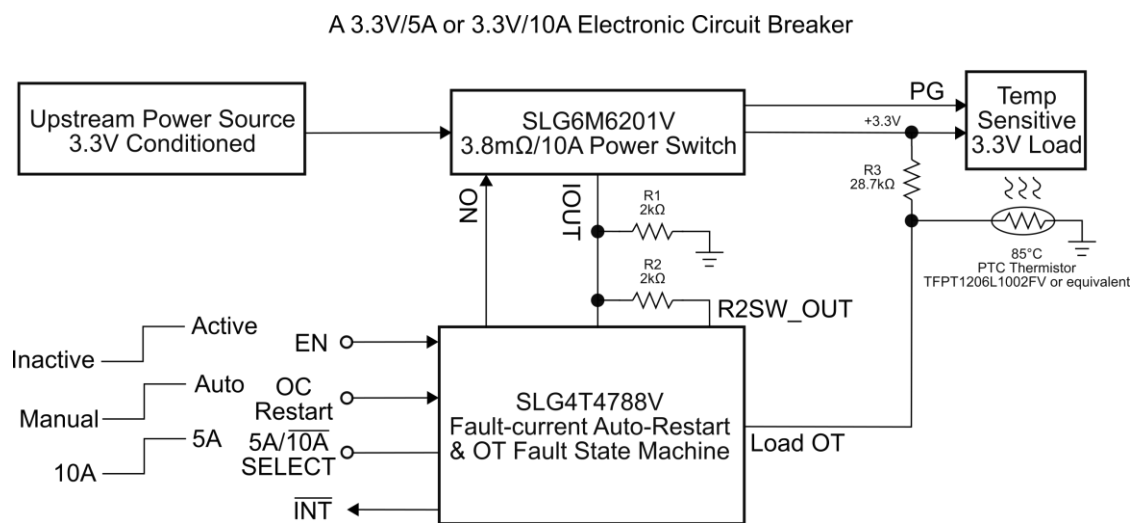 A 3.3V/5A or 3.3V/10A Electronic Circuit Breaker
Upstream Power Source
3.3V Conditioned
SLG6M6201V
3.8mΩ/10A Power Switch
PG
+3.3V
Temp
Sensitive
3.3V Load
R3
28.7kΩ
ON
IOUT
R1
2kΩ
R2
2kΩ
85°C
PTC Thermistor
TFPT1206L1002FV or equivalent
R2SW_OUT
Active
Inactive
EN
Auto
Manual
OC
Restart
5A
10A
5A/10A
SELECT
INT
SLG4T4788V
Fault-current Auto-Restart
& OT Fault State Machine
Load OT